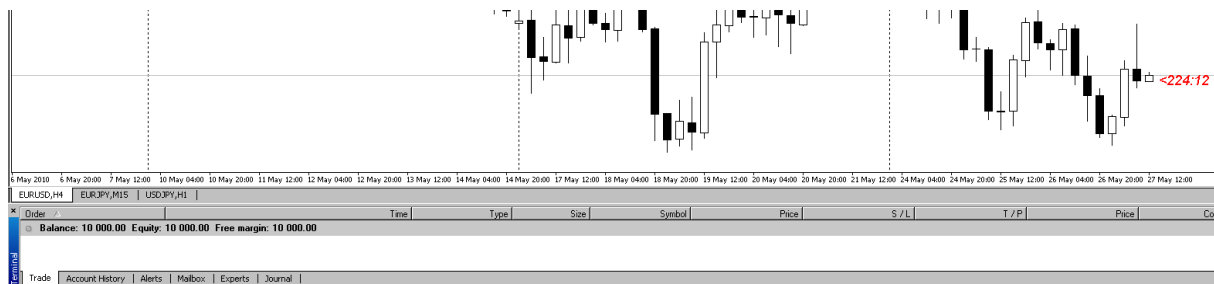 <224:12
6 May 2010 6 May 20:00 7 May 12:00 10 May 04:00 10 May 20:00 11 May 12:00 12 May 04:00 12 May 20:00 13 May 12:00 14 May 04:00 14 May 20:00 17 May 12:00 18 May 04:00 18 May 20:00 19 May 12:00 20 May 04:00 20 May 20:00 21 May 12:00 24 May 04:00 24 May 20:00 25 May 12:00 26 May 04:00 26 May 20:00 27 May 12:00
EURUSD,H4 | EURJPY,M15 | USDJPY,H1 |
Order Time Type Size Symbol Price S / L T / P Price Co
Balance: 10 000.00 Equity: 10 000.00 Free margin: 10 000.00
Terminal
Trade | Account History | Alerts | Mailbox | Experts | Journal |